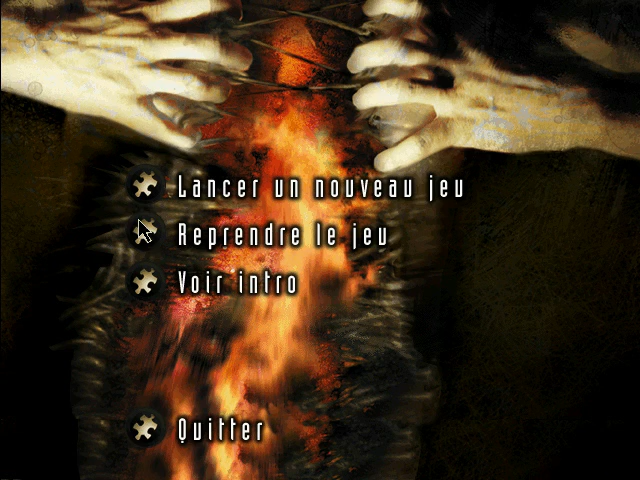 Lancer un nouveau jeu
Reprendre le jeu
Voir intro
Quitter